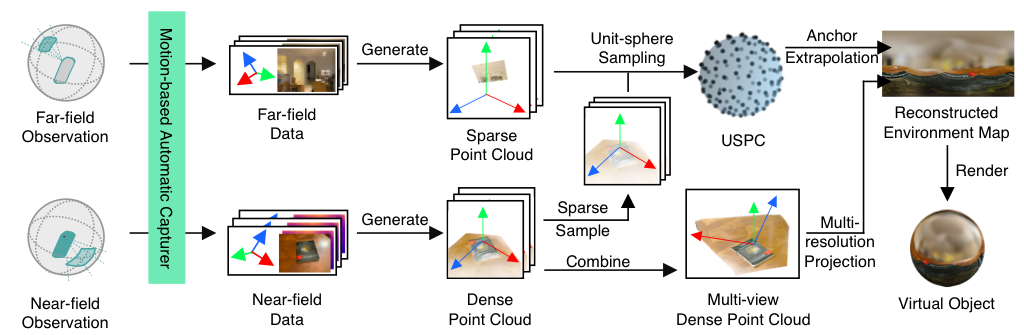 Far-field
Observation
Motion-based Automatic Capturer
Far-field
Data
Generate
Sparse
Point Cloud
Unit-sphere
Sampling
USPC
Anchor
Extrapolation
Reconstructed
Environment Map
Render
Virtual Object
Near-field
Observation
Near-field
Data
Generate
Dense
Point Cloud
Sparse
Sample
Combine
Multi-view
Dense Point Cloud
Multi-
resolution
Projection